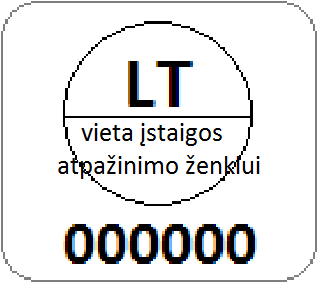 LT
vieta įstaigos
atpažinimo ženklui
000000